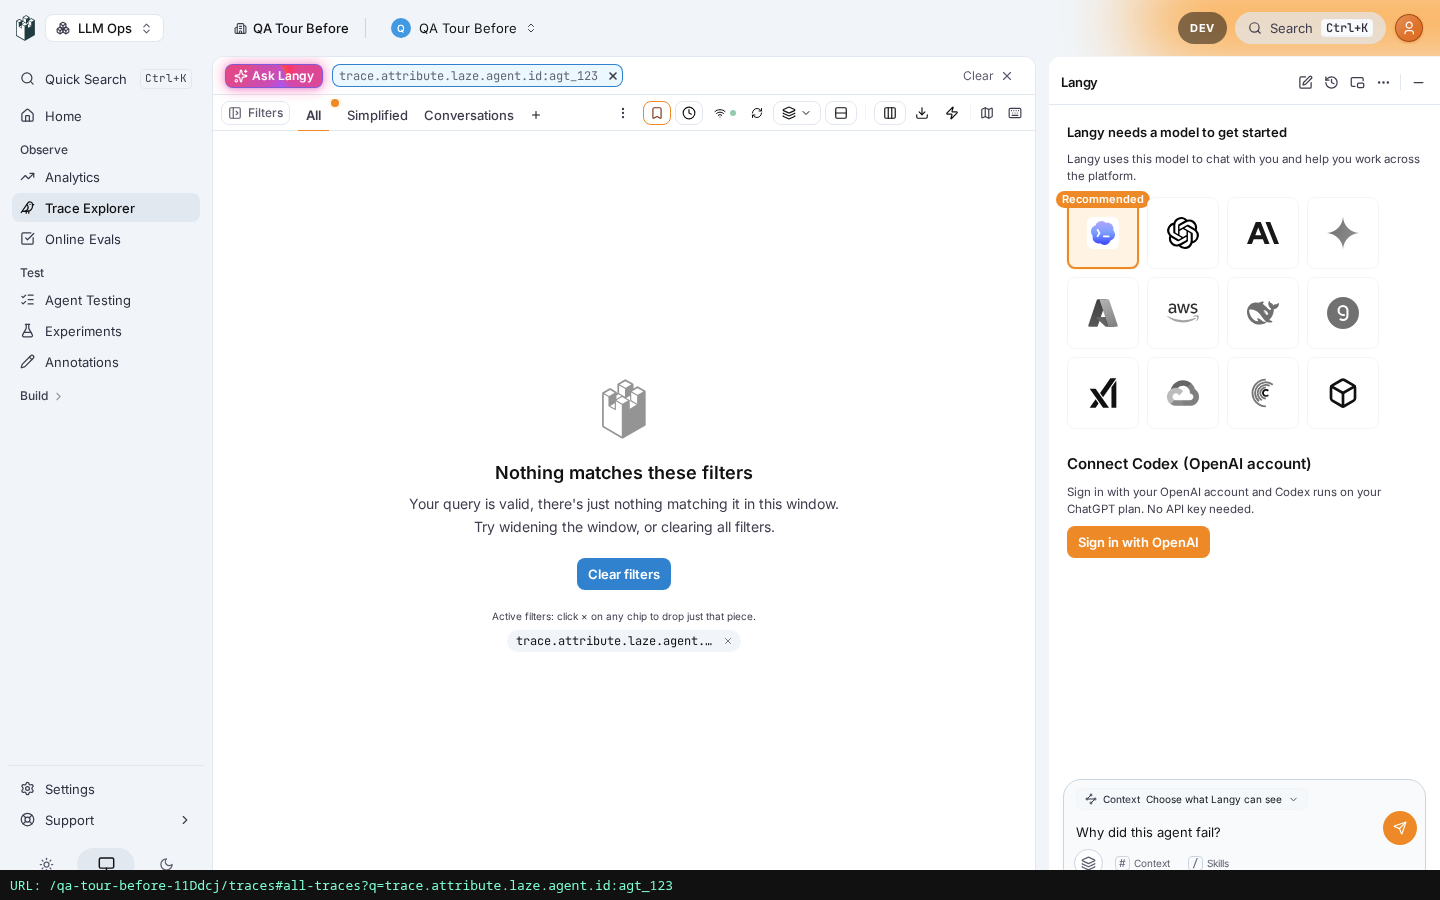 LLM Ops
QA Tour Before
Q QA Tour Before
DEV
Search Ctrl+K
Quick Search Ctrl+K
Home
Observe
Analytics
Trace Explorer
Online Evals
Test
Agent Testing
Experiments
Annotations
Build
Settings
Support
Ask Langy
trace.attribute.laze.agent.id:agt_123
Clear
Filters
All
Simplified
Conversations
Nothing matches these filters
Your query is valid, there's just nothing matching it in this window.
Try widening the window, or clearing all filters.
Clear filters
Active filters: click × on any chip to drop just that piece.
trace.attribute.laze.agent.…
Langy
Langy needs a model to get started
Langy uses this model to chat with you and help you work across
the platform.
Recommended
aws
Connect Codex (OpenAI account)
Sign in with your OpenAI account and Codex runs on your
ChatGPT plan. No API key needed.
Sign in with OpenAI
Context Choose what Langy can see
Why did this agent fail?
# Context / Skills
URL: /qa-tour-before-11Ddcj/traces#all-traces?q=trace.attribute.laze.agent.id:agt_123